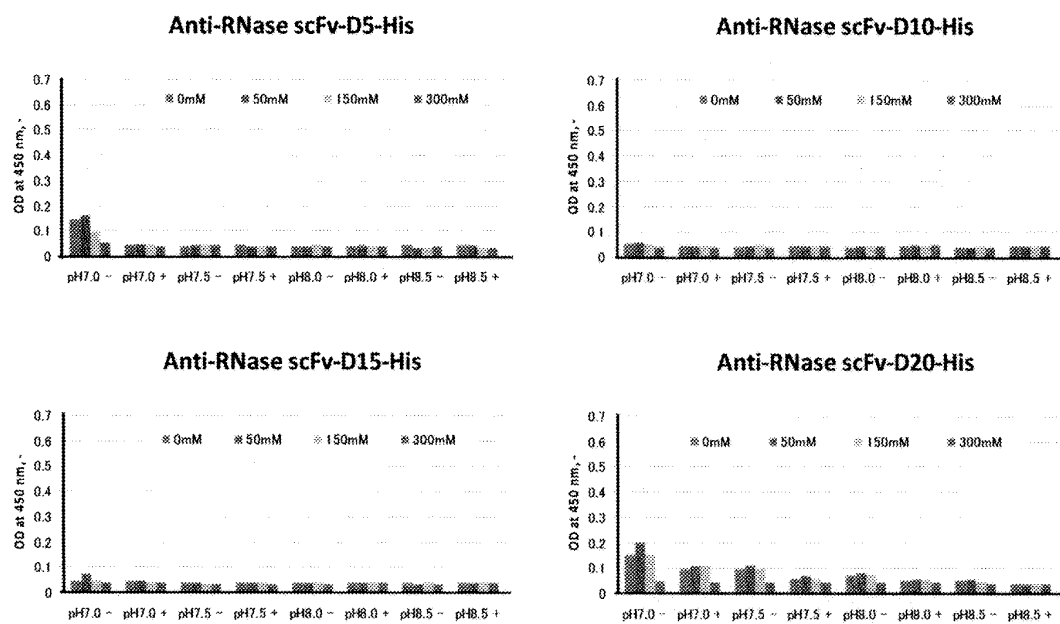 Anti-RNase scFv-D5-His
0.7
0.6
0.5
0.4
0.3
0.2
0.1
0
OD at 450 nm, -
0mM 50mM 150mM 300mM
pH7.0 - pH7.0 + pH7.5 - pH7.5 + pH8.0 - pH8.0 + pH8.5 - pH8.5 +
Anti-RNase scFv-D10-His
0.7
0.6
0.5
0.4
0.3
0.2
0.1
0
OD at 450 nm, -
0mM 50mM 150mM 300mM
pH7.0 - pH7.0 + pH7.5 - pH7.5 + pH8.0 - pH8.0 + pH8.5 - pH8.5 +
Anti-RNase scFv-D15-His
0.7
0.6
0.5
0.4
0.3
0.2
0.1
0
OD at 450 nm, -
0mM 50mM 150mM 300mM
pH7.0 - pH7.0 + pH7.5 - pH7.5 + pH8.0 - pH8.0 + pH8.5 - pH8.5 +
Anti-RNase scFv-D20-His
0.7
0.6
0.5
0.4
0.3
0.2
0.1
0
OD at 450 nm, -
0mM 50mM 150mM 300mM
pH7.0 - pH7.0 + pH7.5 - pH7.5 + pH8.0 - pH8.0 + pH8.5 - pH8.5 +